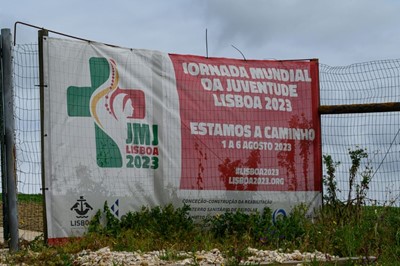 JORNADA MUNDIAL
DA JUVENTUDE
LISBOA 2023
ESTAMOS A CAMINHO
1 A 6 AGOSTO 2023
#LISBOA2023
LISBOA2023.ORG
JMJ
LISBOA
2023
LISBOA